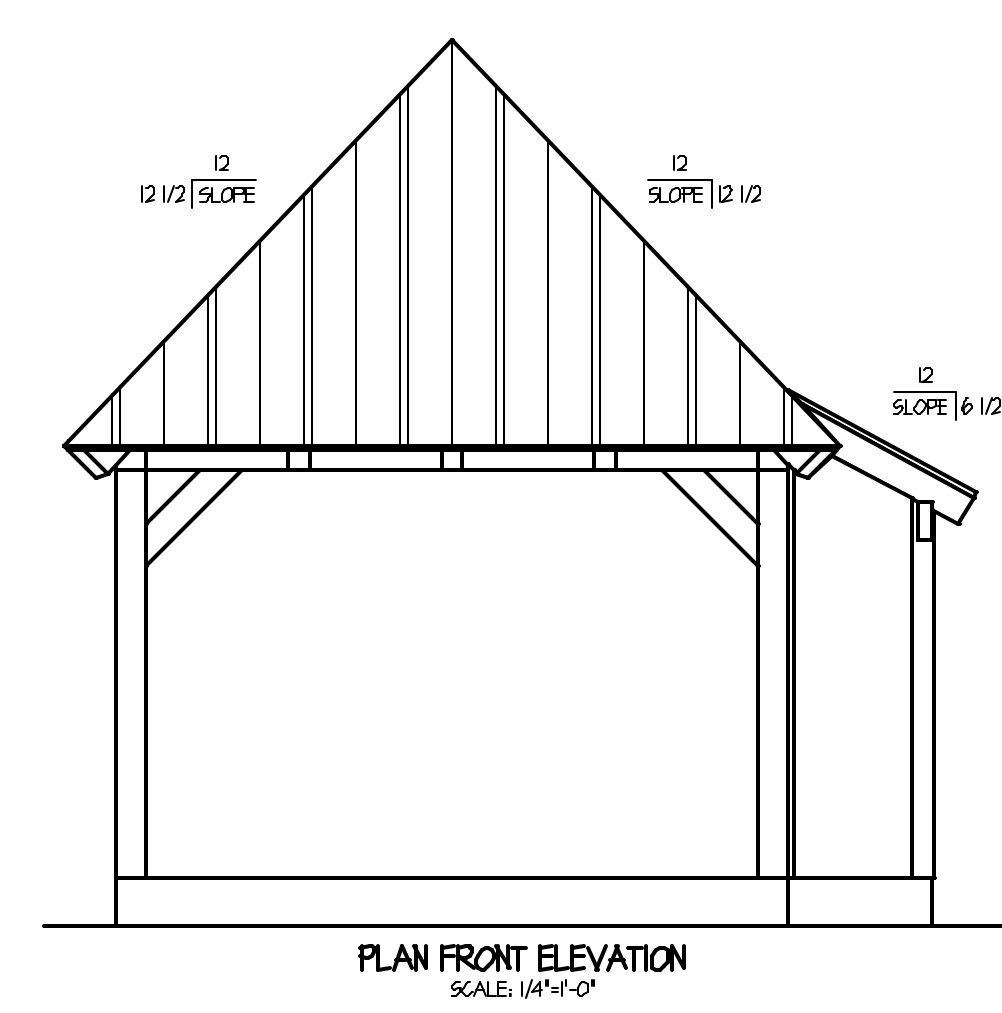 12
12 1/2 SLOPE
12
SLOPE 12 1/2
12
SLOPE 6 1/2
PLAN FRONT ELEVATION
SCALE: 1/4"=1'-0"